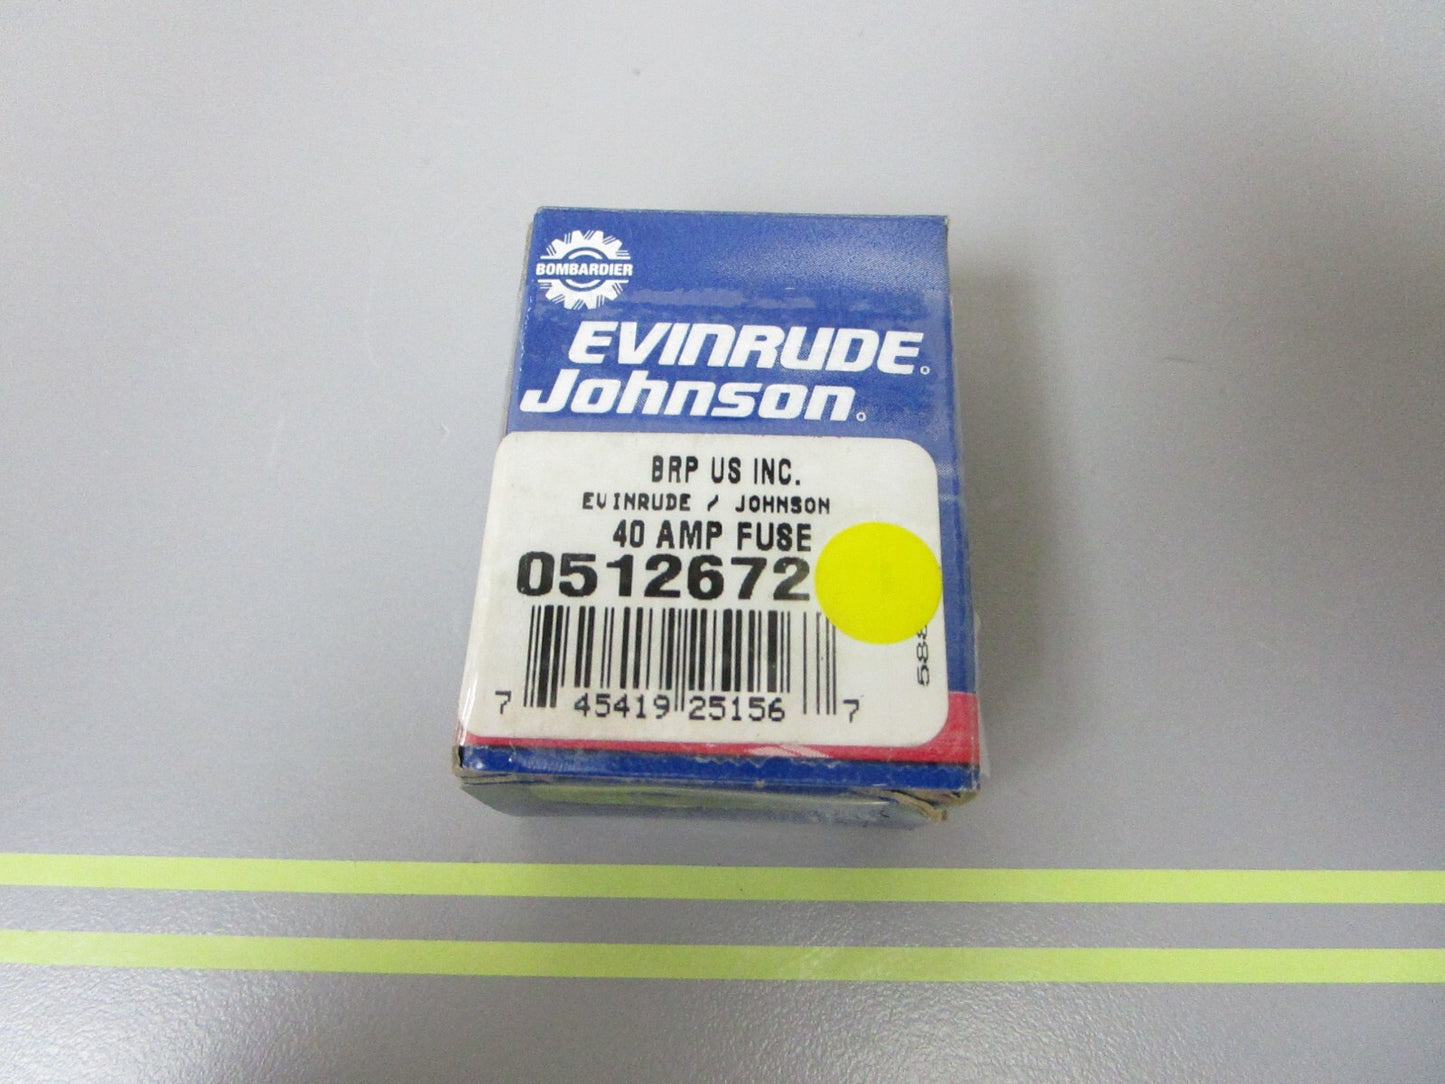 BOMBARDIER
EVINRUDE
Johnson
BRP US INC.
EVINRUDE / JOHNSON
40 AMP FUSE
0512672
7 45419 25156 7